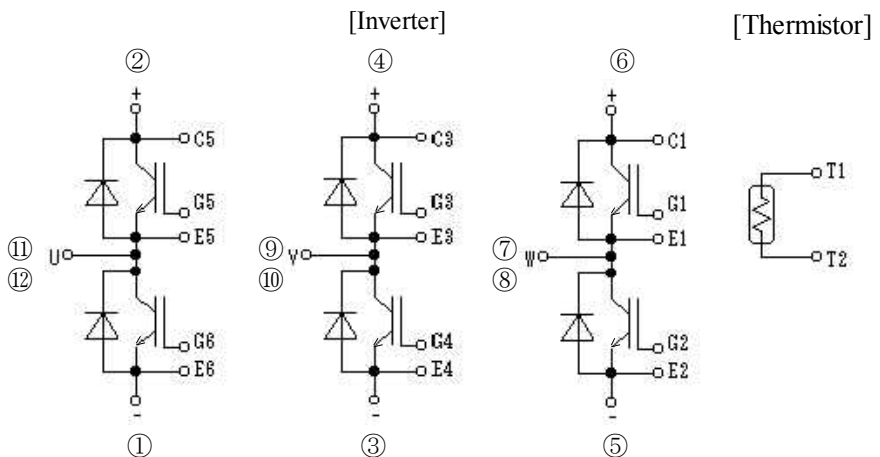 [Inverter]
[Thermistor]
② ④ ⑥
+ + +
C5 C3 C1
T1
G5 G3 G1
E5 E3 E1
⑪ U ⑨ V ⑦ W
T2
⑫ ⑩ ⑧
G6 G4 G2
E6 E4 E2
- - -
① ③ ⑤